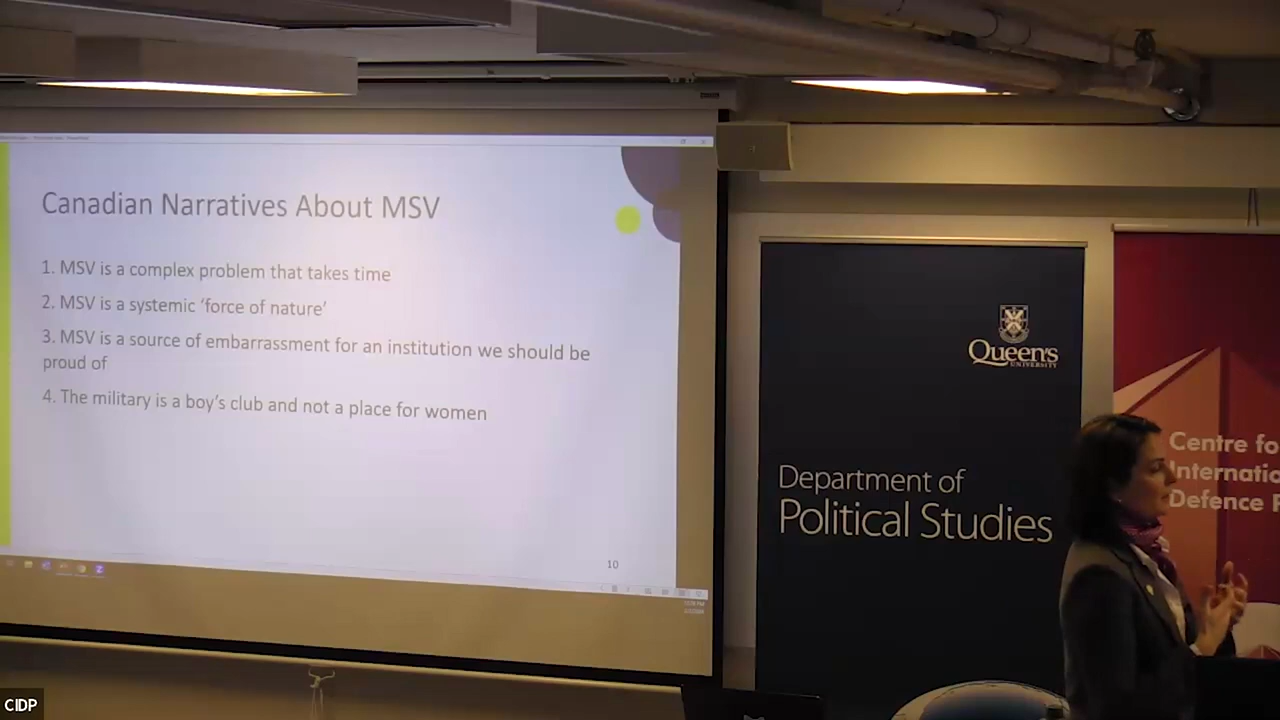 Canadian Narratives About MSV
1. MSV is a complex problem that takes time
2. MSV is a systemic ‘force of nature’
3. MSV is a source of embarrassment for an institution we should be
proud of
4. The military is a boy’s club and not a place for women
10
Queen's
UNIVERSITY
Department of
Political Studies
Centre fo
Internatio
Defence P
CIDP